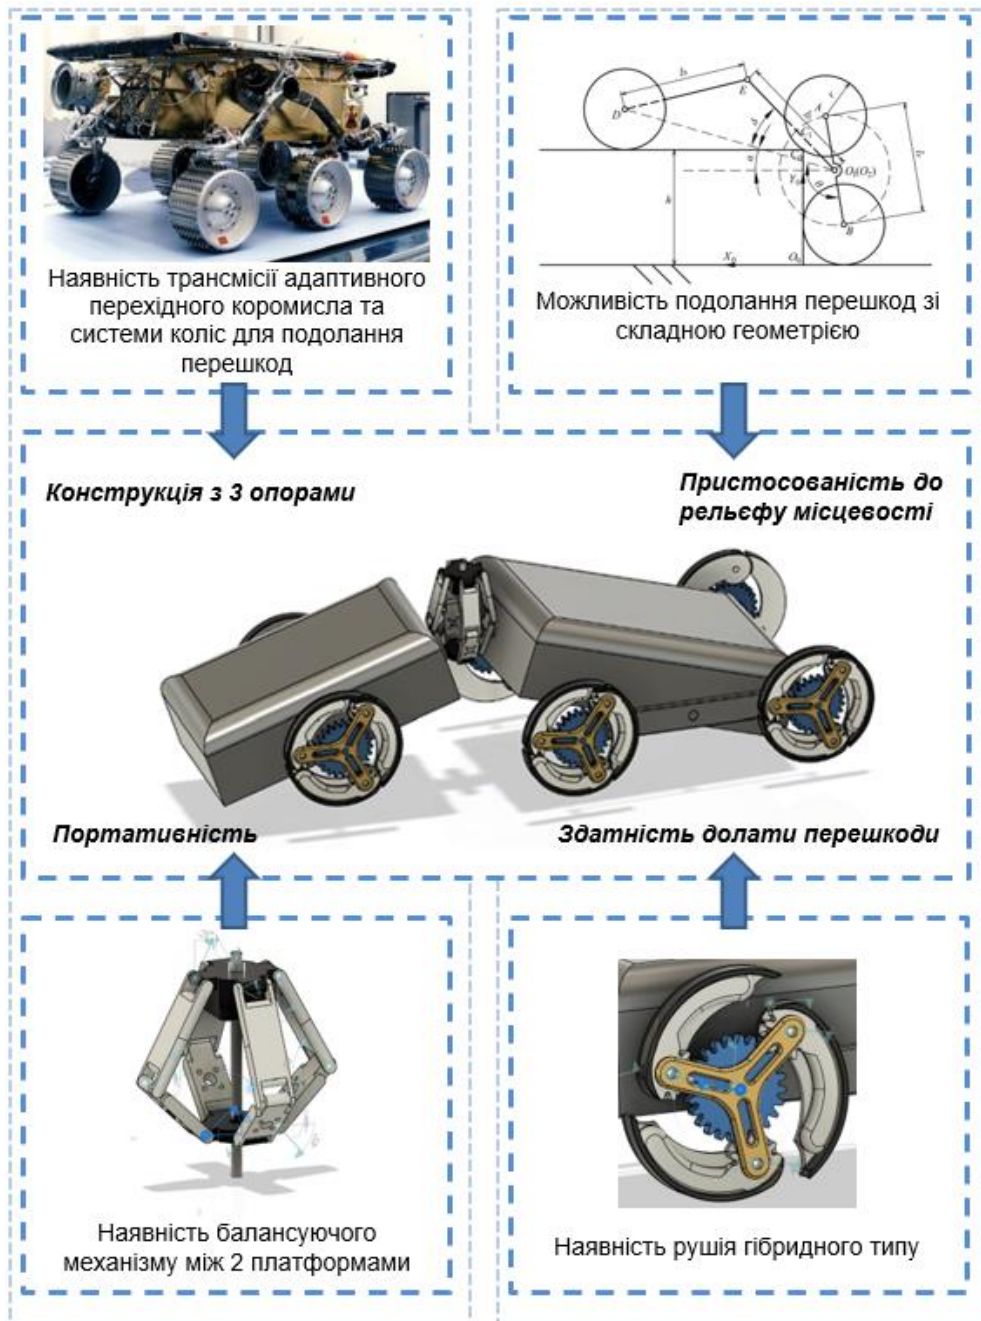 Наявність трансмісії адаптивного
перехідного коромисла та
системи коліс для подолання
перешкод
b
E
D
A
r
h
X₀
O₀
B
Можливість подолання перешкод зі
складною геометрією
Конструкція з 3 опорами
Пристосованість до
рельєфу місцевості
Портативність
Здатність долати перешкоди
Наявність балансуючого
механізму між 2 платформами
Наявність рушія гібридного типу